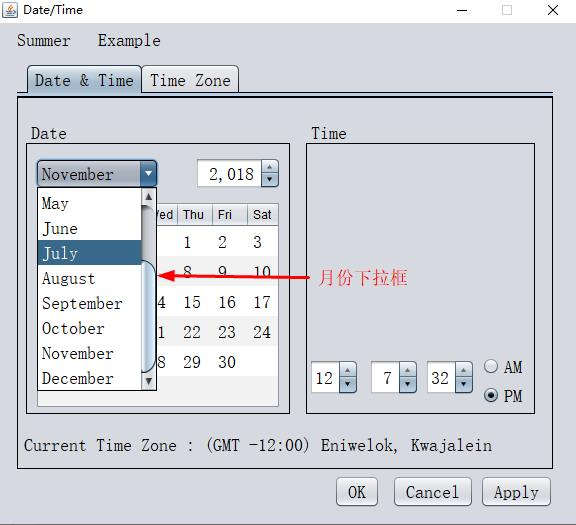 Date/Time
Summer Example
Date & Time Time Zone
Date Time
November 2,018
May
June
July
August
September
October
November
December
Wed Thu Fri Sat
1 2 3
8 9 10
15 16 17
22 23 24
29 30
月份下拉框
12 7 32
AM
PM
Current Time Zone : (GMT -12:00) Eniwelok, Kwajalein
OK Cancel Apply